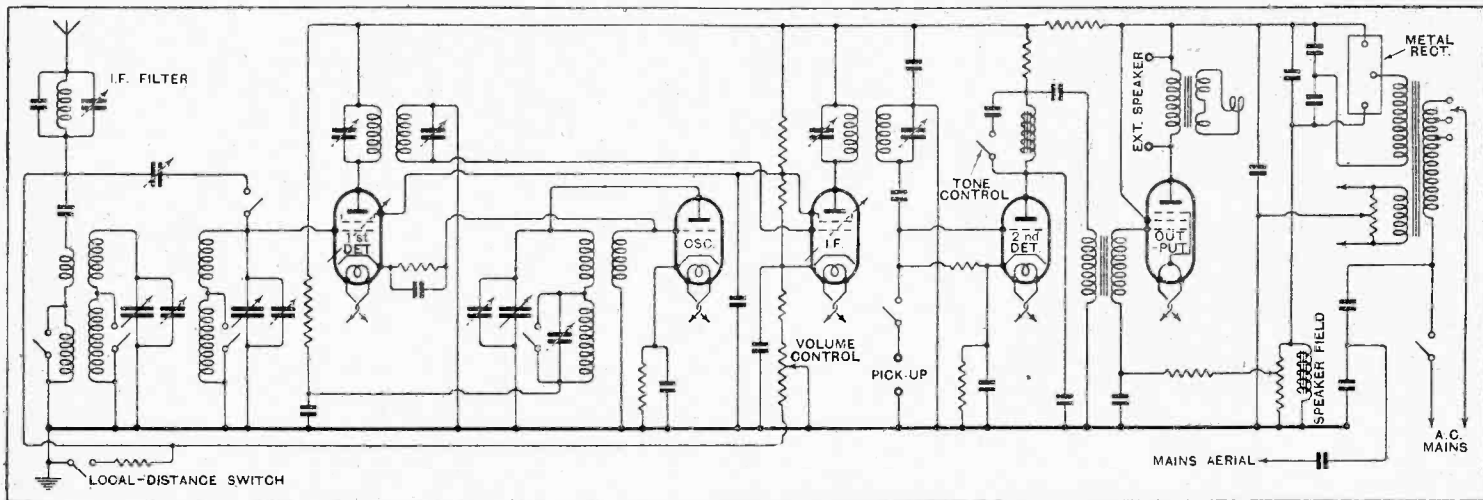 I.F. FILTER
1st
DET.
OSC.
VOLUME
CONTROL
I.F.
PICK-UP
TONE
CONTROL
2nd
DET.
EXT. SPEAKER
OUT
-PUT
METAL
RECT.
SPEAKER FIELD
A.C.
MAINS
MAINS AERIAL
LOCAL-DISTANCE SWITCH